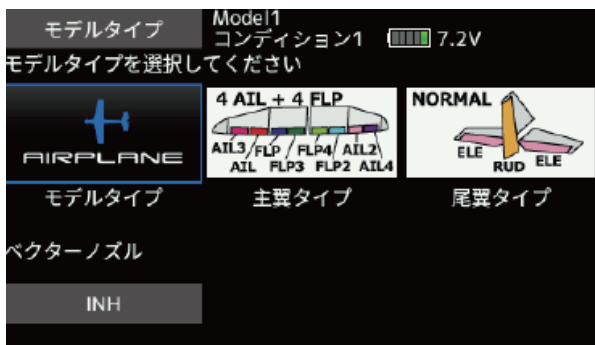 モデルタイプ
Model1
コンディション1 7.2V
モデルタイプを選択してください
AIRPLANE
4 AIL + 4 FLP
AIL3 FLP FLP4 AIL2
AIL FLP3 FLP2 AIL4
NORMAL
ELE RUD ELE
モデルタイプ 主翼タイプ 尾翼タイプ
ベクターノズル
INH